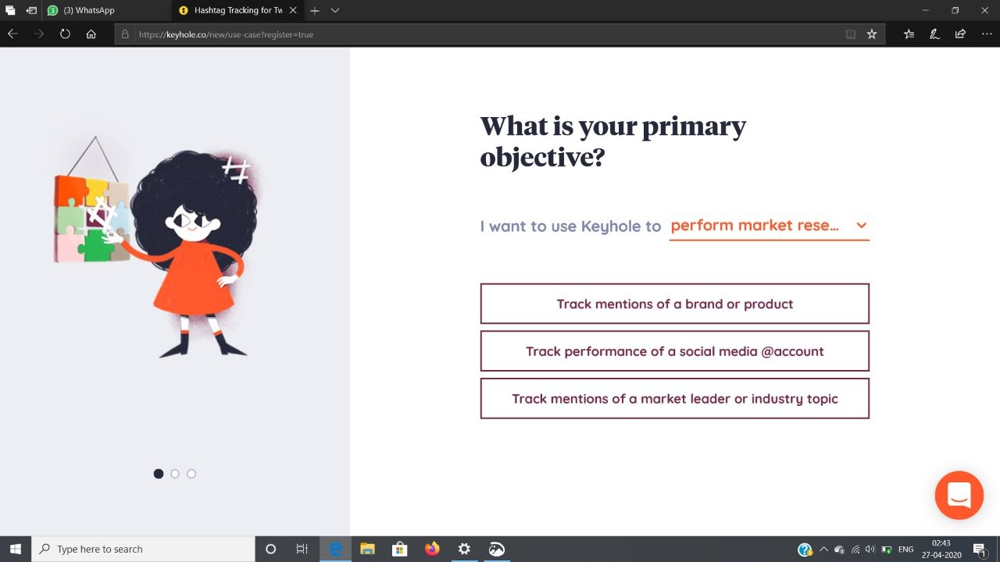 (3) WhatsApp
Hashtag Tracking for Tw
https://keyhole.co/new/use-case?register=true
What is your primary
objective?
I want to use Keyhole to perform market rese...
Track mentions of a brand or product
Track performance of a social media @account
Track mentions of a market leader or industry topic
Type here to search
ENG
02:43
27-04-2020
1